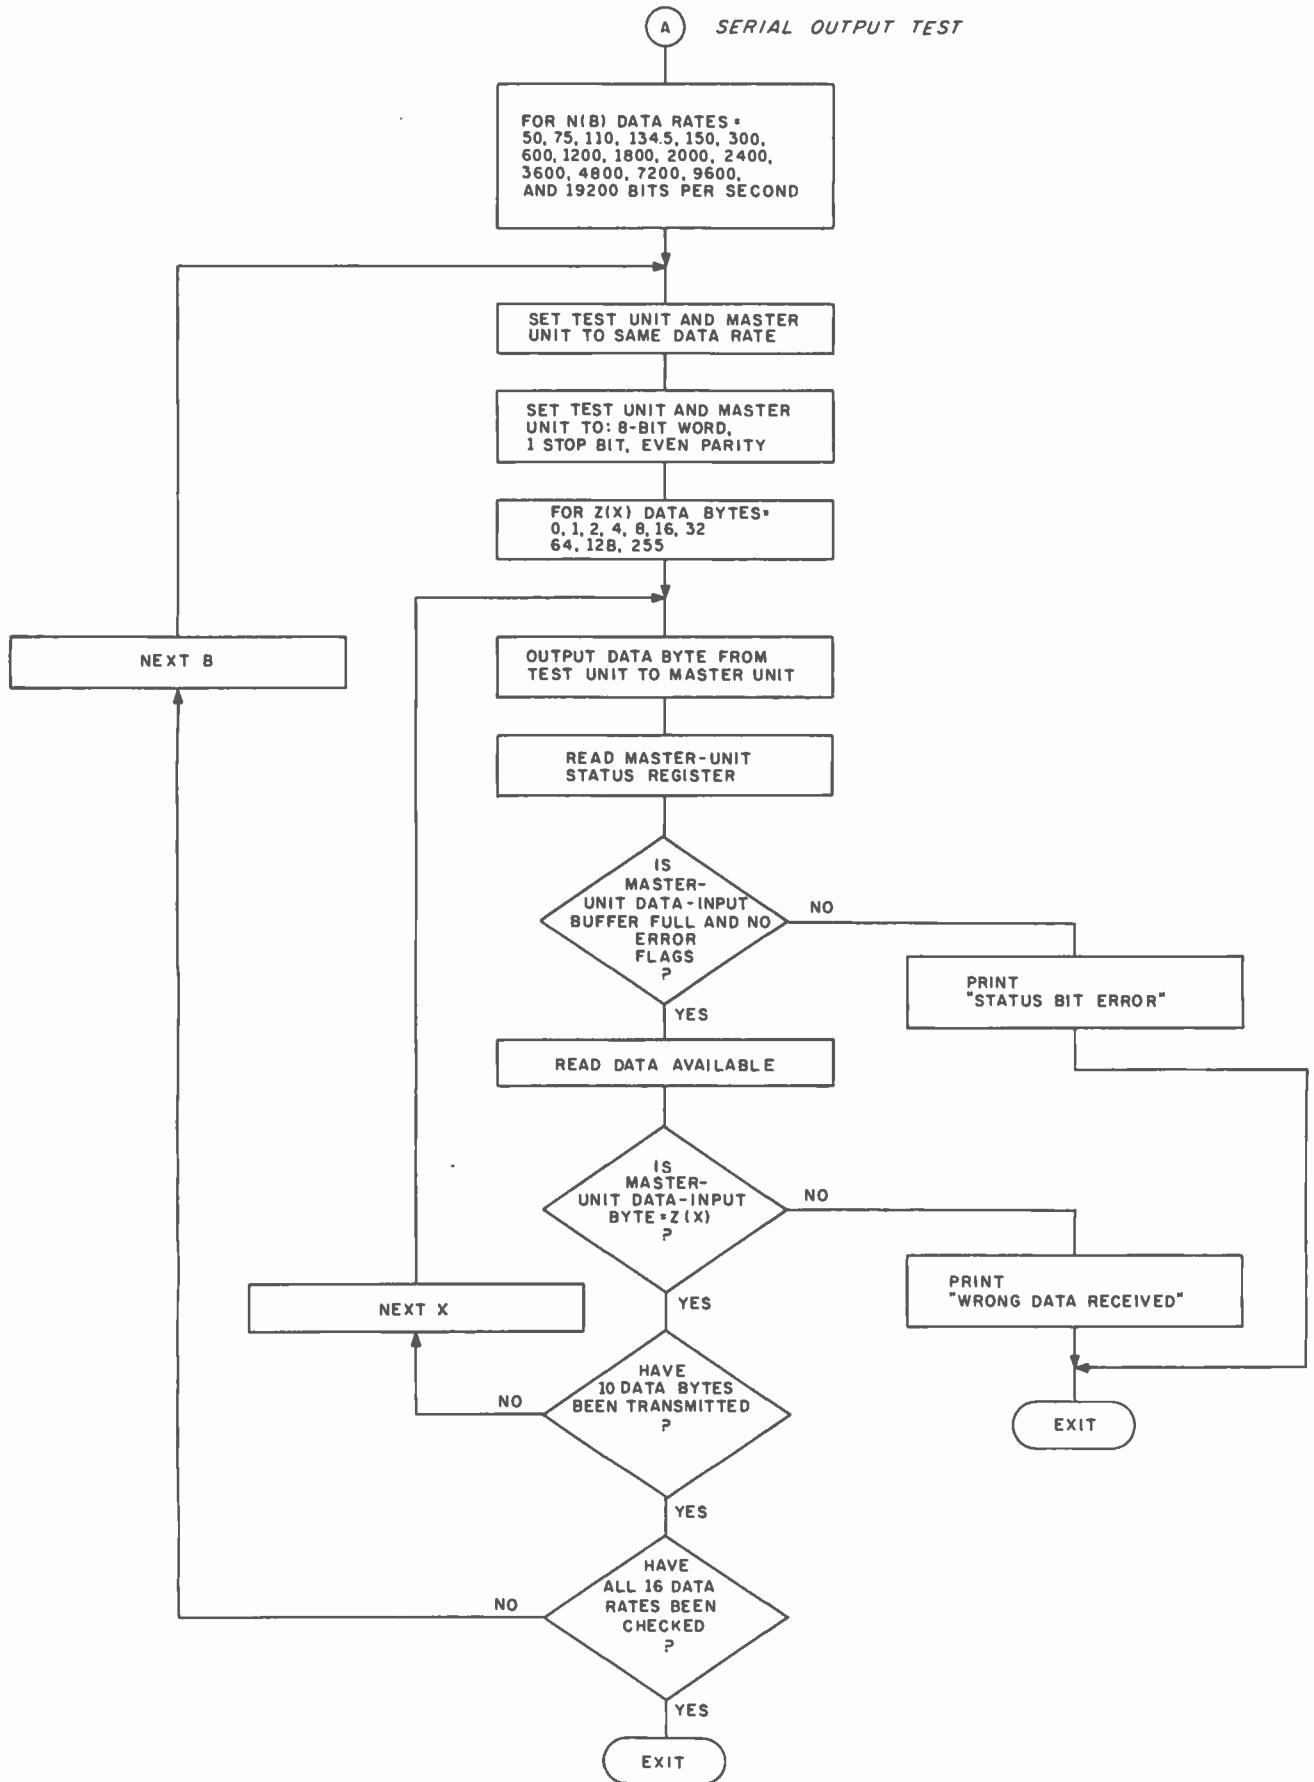 A SERIAL OUTPUT TEST
FOR N(B) DATA RATES =
50, 75, 110, 134.5, 150, 300,
600, 1200, 1800, 2000, 2400,
3600, 4800, 7200, 9600,
AND 19200 BITS PER SECOND
SET TEST UNIT AND MASTER
UNIT TO SAME DATA RATE
SET TEST UNIT AND MASTER
UNIT TO: 8-BIT WORD,
1 STOP BIT, EVEN PARITY
FOR Z(X) DATA BYTES=
0, 1, 2, 4, 8, 16, 32
64, 128, 255
NEXT B
OUTPUT DATA BYTE FROM
TEST UNIT TO MASTER UNIT
READ MASTER-UNIT
STATUS REGISTER
IS
MASTER-
UNIT DATA-INPUT
BUFFER FULL AND NO
ERROR
FLAGS
?
NO
PRINT
"STATUS BIT ERROR"
YES
READ DATA AVAILABLE
IS
MASTER-
UNIT DATA-INPUT
BYTE=Z(X)
?
NO
PRINT
"WRONG DATA RECEIVED"
EXIT
YES
NEXT X
HAVE
10 DATA BYTES
BEEN TRANSMITTED
?
NO
YES
HAVE
ALL 16 DATA
RATES BEEN
CHECKED
?
NO
YES
EXIT